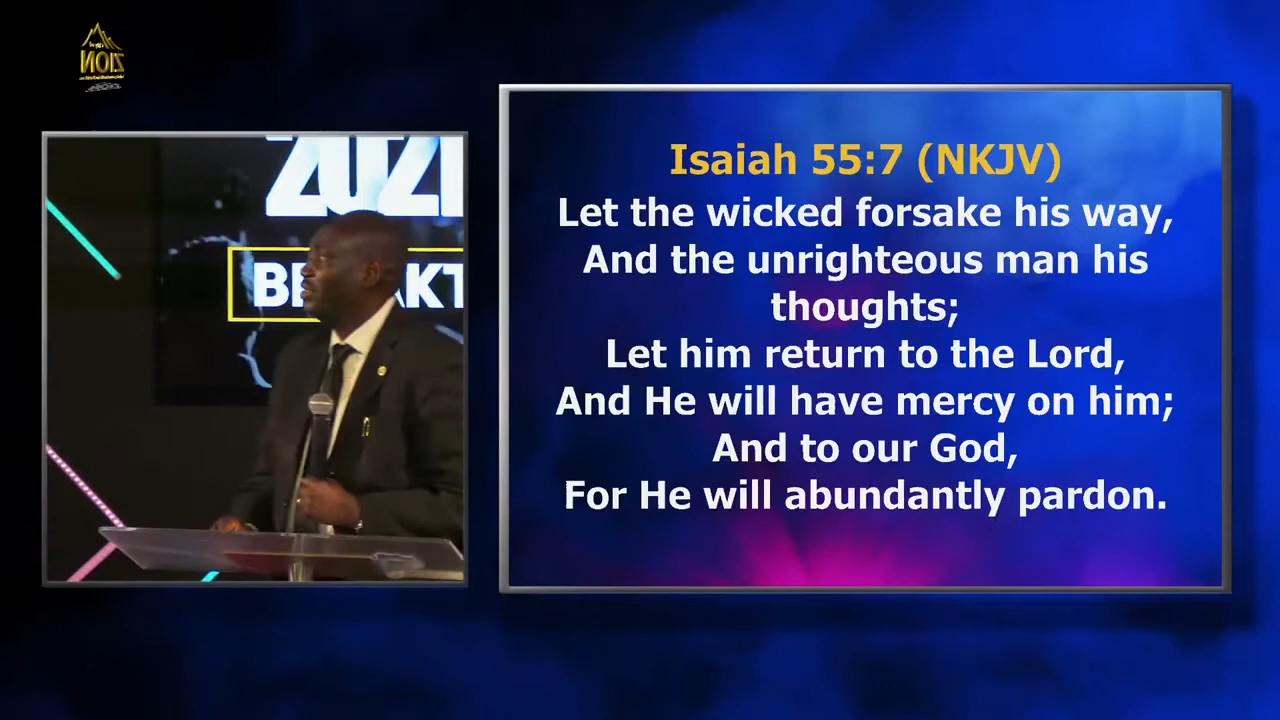 ZION
Isaiah 55:7 (NKJV)
Let the wicked forsake his way,
And the unrighteous man his
thoughts;
Let him return to the Lord,
And He will have mercy on him;
And to our God,
For He will abundantly pardon.